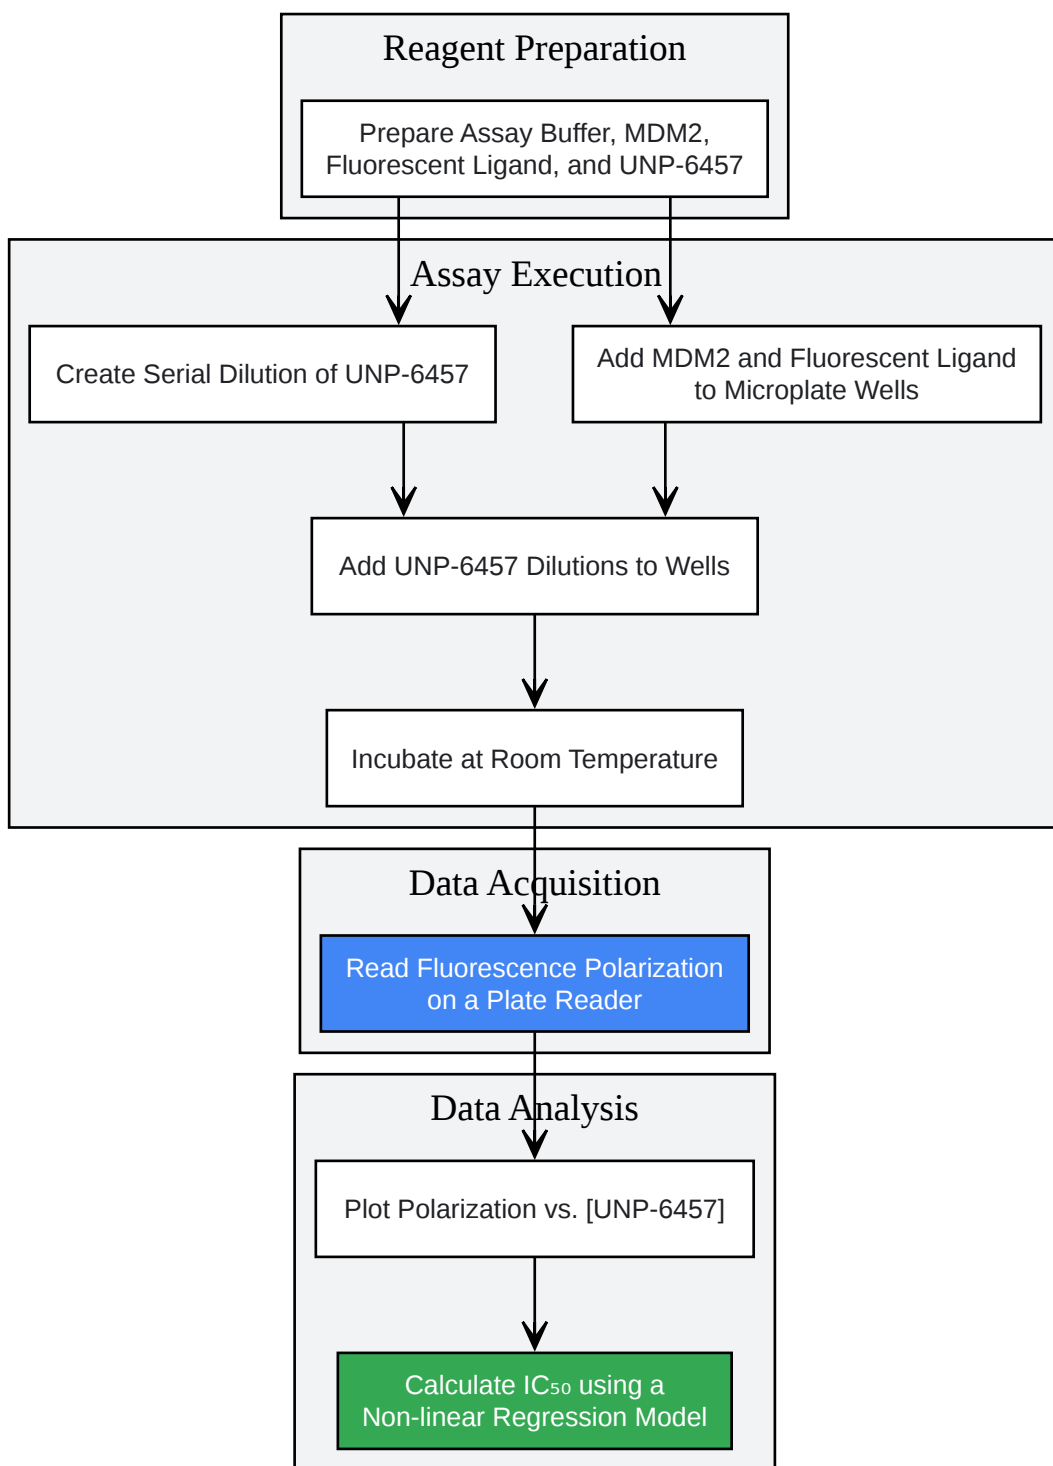 Reagent Preparation
Prepare Assay Buffer, MDM2,
Fluorescent Ligand, and UNP-6457
Assay Execution
Create Serial Dilution of UNP-6457
Add MDM2 and Fluorescent Ligand
to Microplate Wells
Add UNP-6457 Dilutions to Wells
Incubate at Room Temperature
Data Acquisition
Read Fluorescence Polarization
on a Plate Reader
Data Analysis
Plot Polarization vs. [UNP-6457]
Calculate IC₅₀ using a
Non-linear Regression Model